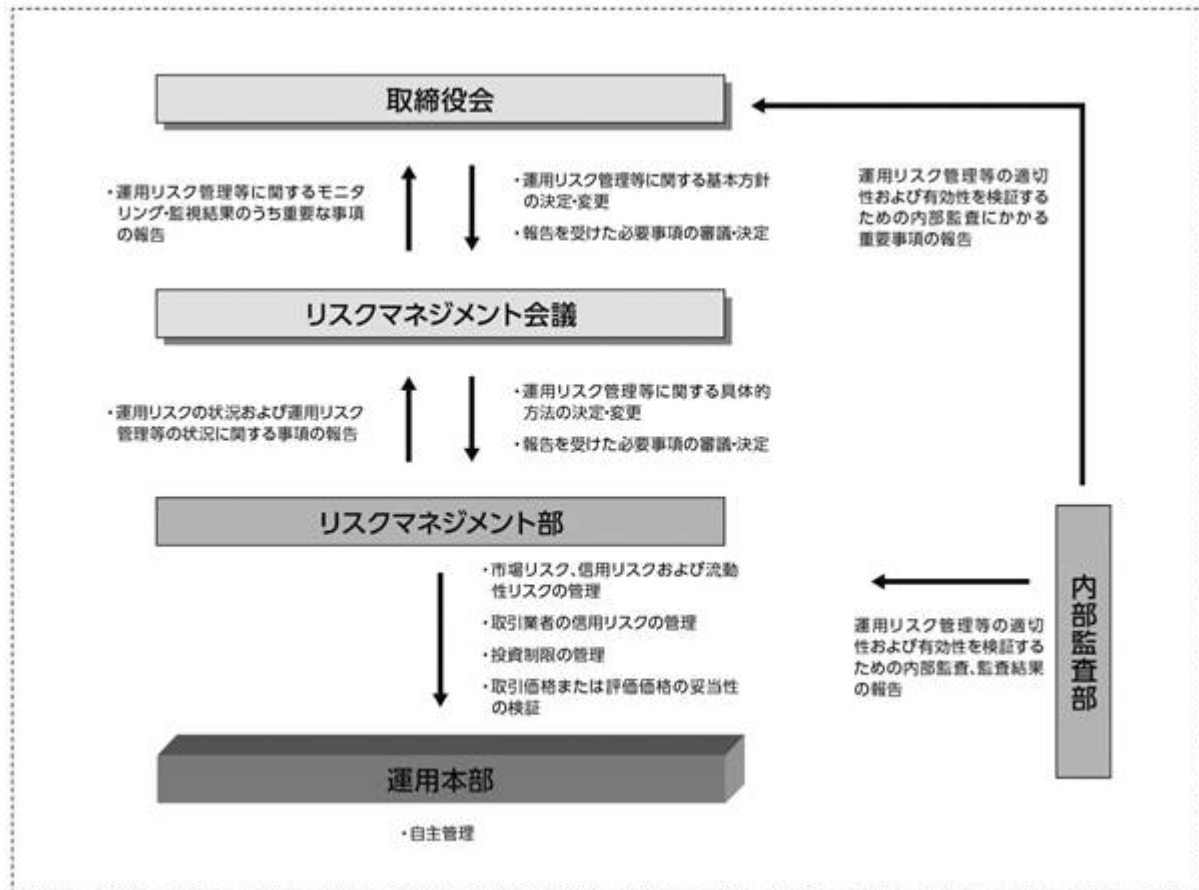 取締役会
・運用リスク管理等に関するモニタ
リング・監視結果のうち重要な事項
の報告
・運用リスク管理等に関する基本方針
の決定・変更
・報告を受けた必要事項の審議・決定
運用リスク管理等の適切
性および有効性を検証する
ための内部監査にかかる
重要事項の報告
リスクマネジメント会議
・運用リスクの状況および運用リスク
管理等の状況に関する事項の報告
・運用リスク管理等に関する具体的
方法の決定・変更
・報告を受けた必要事項の審議・決定
リスクマネジメント部
・市場リスク、信用リスクおよび流動
性リスクの管理
・取引業者の信用リスクの管理
・投資制限の管理
・取引価格または評価価格の妥当性
の検証
内部監査部
運用リスク管理等の適切
性および有効性を検証する
ための内部監査、監査結果
の報告
運用本部
・自主管理